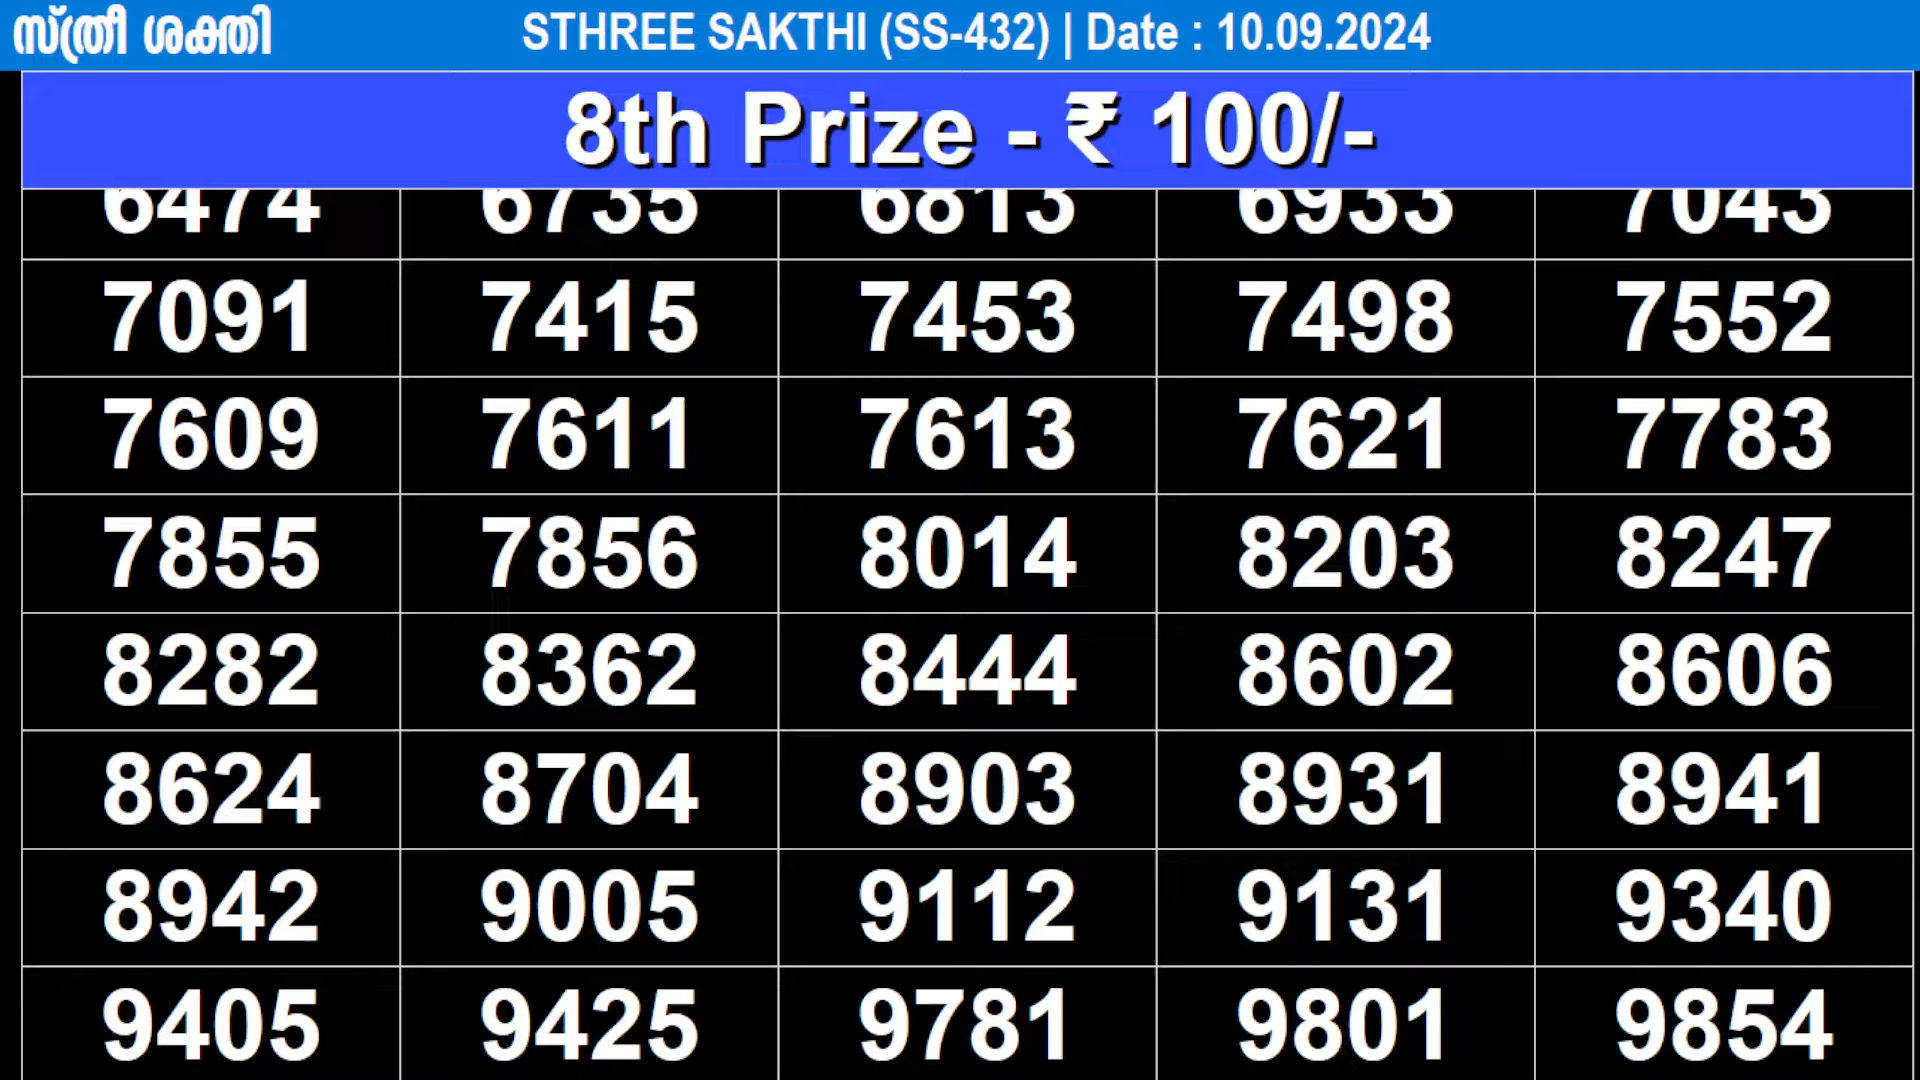 സ്ത്രീ ശക്തി STHREE SAKTHI (SS-432) | Date : 10.09.2024
8th Prize - ₹ 100/-
6474 6735 6813 6933 7043
7091 7415 7453 7498 7552
7609 7611 7613 7621 7783
7855 7856 8014 8203 8247
8282 8362 8444 8602 8606
8624 8704 8903 8931 8941
8942 9005 9112 9131 9340
9405 9425 9781 9801 9854